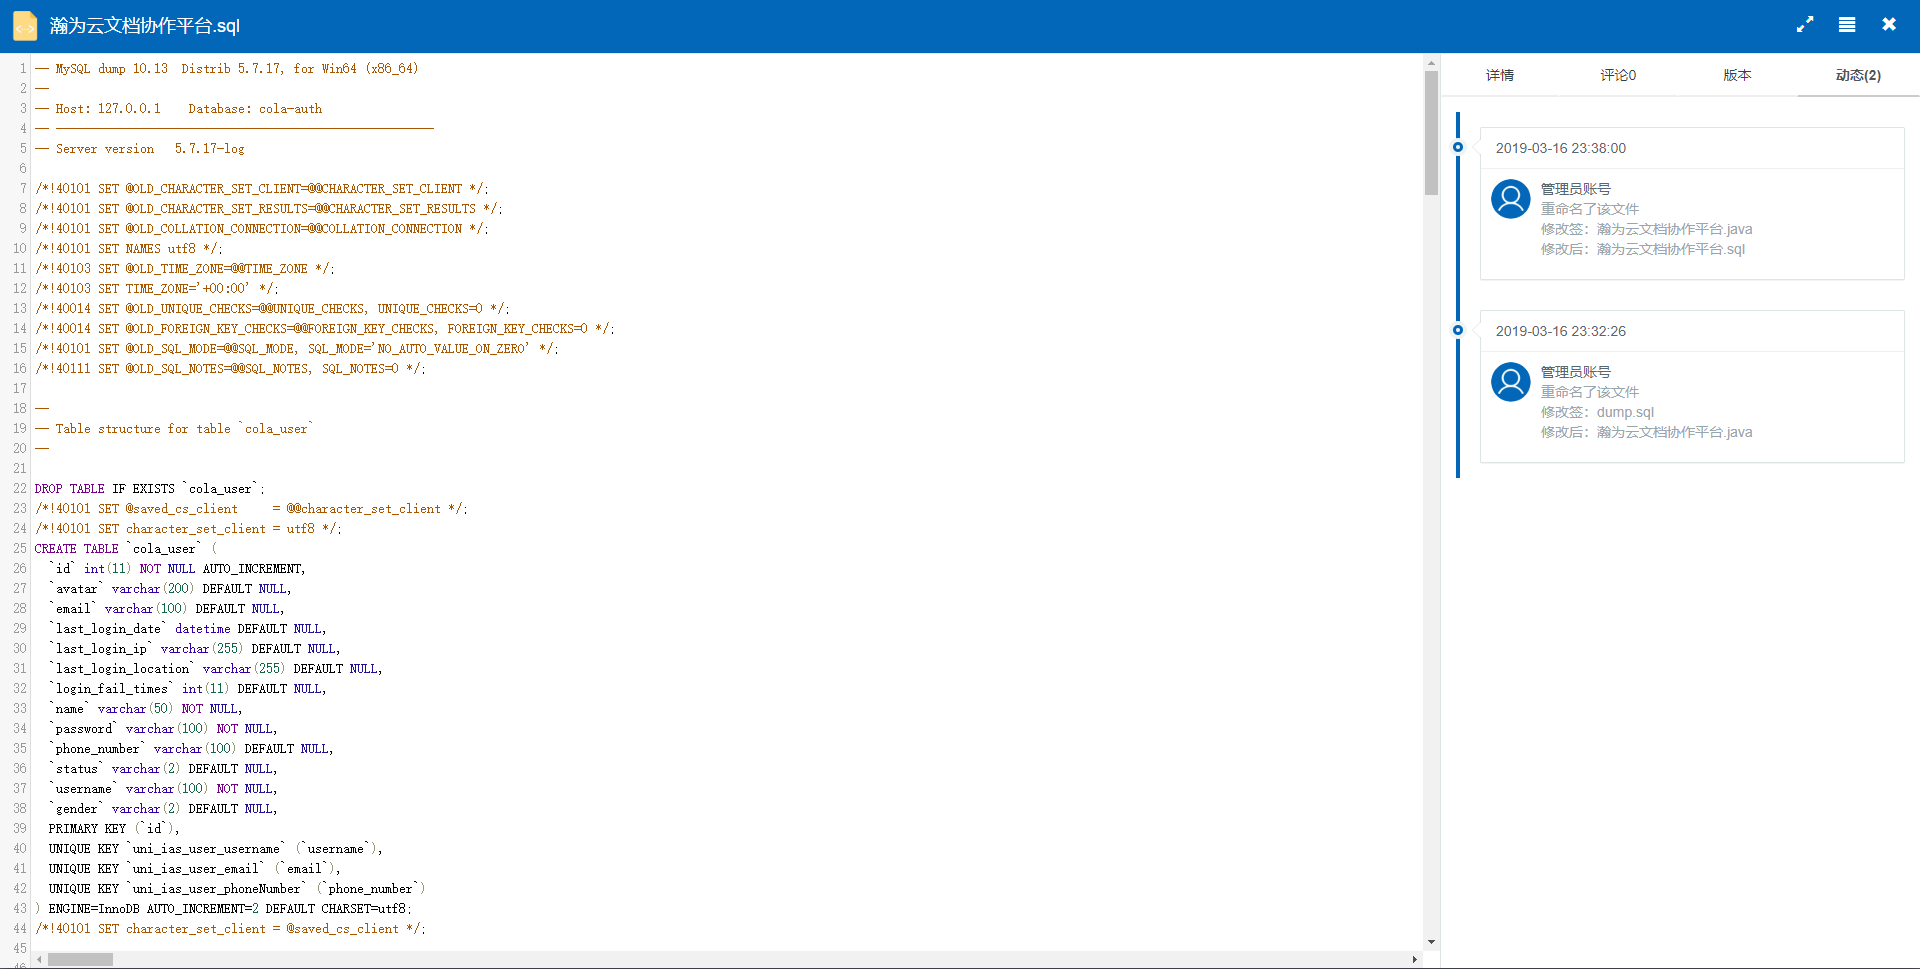 瀚为云文档协作平台.sql
1 -- MySQL dump 10.13  Distrib 5.7.17, for Win64 (x86_64)
2 --
3 -- Host: 127.0.0.1    Database: cola-auth
4 -- ------------------------------------------------------
5 -- Server version   5.7.17-log
6
7 /*!40101 SET @OLD_CHARACTER_SET_CLIENT=@@CHARACTER_SET_CLIENT */;
8 /*!40101 SET @OLD_CHARACTER_SET_RESULTS=@@CHARACTER_SET_RESULTS */;
9 /*!40101 SET @OLD_COLLATION_CONNECTION=@@COLLATION_CONNECTION */;
10 /*!40101 SET NAMES utf8 */;
11 /*!40103 SET @OLD_TIME_ZONE=@@TIME_ZONE */;
12 /*!40103 SET TIME_ZONE='+00:00' */;
13 /*!40014 SET @OLD_UNIQUE_CHECKS=@@UNIQUE_CHECKS, UNIQUE_CHECKS=0 */;
14 /*!40014 SET @OLD_FOREIGN_KEY_CHECKS=@@FOREIGN_KEY_CHECKS, FOREIGN_KEY_CHECKS=0 */;
15 /*!40101 SET @OLD_SQL_MODE=@@SQL_MODE, SQL_MODE='NO_AUTO_VALUE_ON_ZERO' */;
16 /*!40111 SET @OLD_SQL_NOTES=@@SQL_NOTES, SQL_NOTES=0 */;
17
18 --
19 -- Table structure for table `cola_user`
20 --
21
22 DROP TABLE IF EXISTS `cola_user`;
23 /*!40101 SET @saved_cs_client     = @@character_set_client */;
24 /*!40101 SET character_set_client = utf8 */;
25 CREATE TABLE `cola_user` (
26   `id` int(11) NOT NULL AUTO_INCREMENT,
27   `avatar` varchar(200) DEFAULT NULL,
28   `email` varchar(100) DEFAULT NULL,
29   `last_login_date` datetime DEFAULT NULL,
30   `last_login_ip` varchar(255) DEFAULT NULL,
31   `last_login_location` varchar(255) DEFAULT NULL,
32   `login_fail_times` int(11) DEFAULT NULL,
33   `name` varchar(50) NOT NULL,
34   `password` varchar(100) NOT NULL,
35   `phone_number` varchar(100) DEFAULT NULL,
36   `status` varchar(2) DEFAULT NULL,
37   `username` varchar(100) NOT NULL,
38   `gender` varchar(2) DEFAULT NULL,
39   PRIMARY KEY (`id`),
40   UNIQUE KEY `uni_ias_user_username` (`username`),
41   UNIQUE KEY `uni_ias_user_email` (`email`),
42   UNIQUE KEY `uni_ias_user_phoneNumber` (`phone_number`)
43 ) ENGINE=InnoDB AUTO_INCREMENT=2 DEFAULT CHARSET=utf8;
44 /*!40101 SET character_set_client = @saved_cs_client */;
45
46
详情 评论0 版本 动态(2)
2019-03-16 23:38:00
管理员账号
重命名了该文件
修改签：瀚为云文档协作平台.java
修改后：瀚为云文档协作平台.sql
2019-03-16 23:32:26
管理员账号
重命名了该文件
修改签：dump.sql
修改后：瀚为云文档协作平台.java